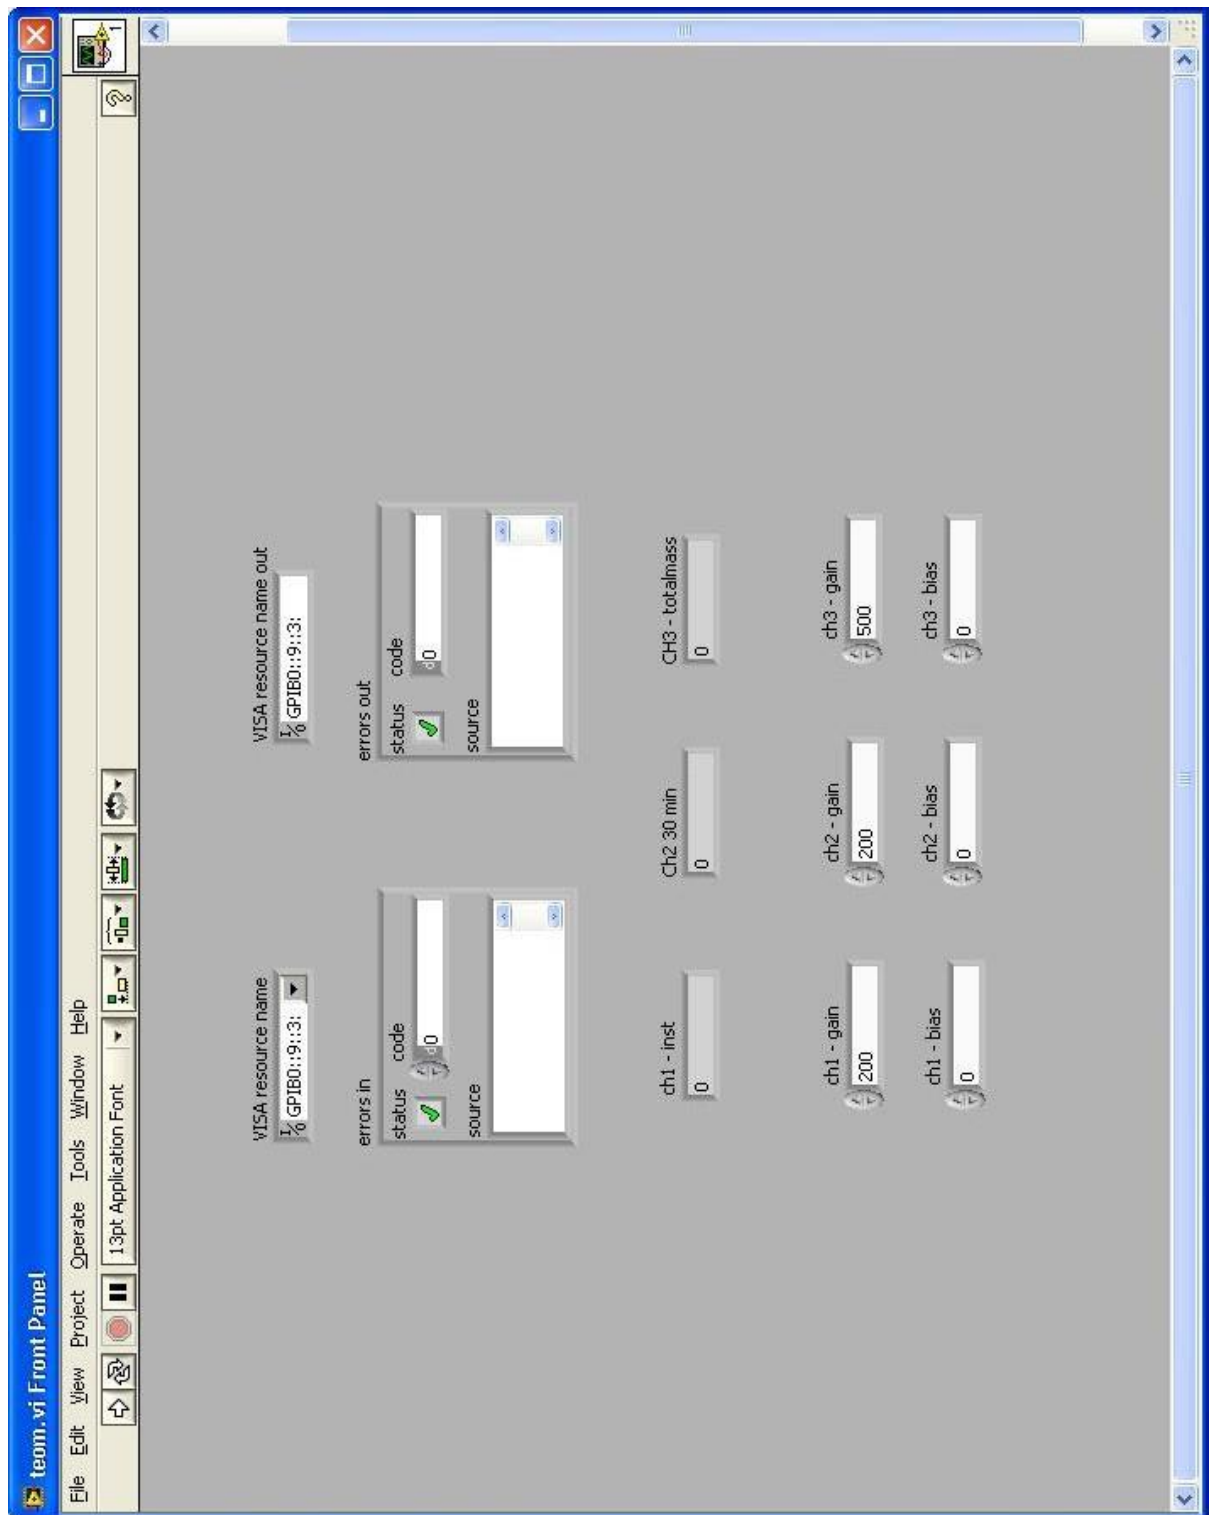 teom.vi Front Panel
File Edit View Project Operate Tools Window Help
13pt Application Font
?
1
VISA resource name
I/O GPIB0::9::3:
VISA resource name out
I/O GPIB0::9::3:
errors in
status code
d0
source
errors out
status code
d0
source
ch1 - inst
0
Ch2 30 min
0
CH3 - totalmass
0
ch1 - gain
200
ch2 - gain
200
ch3 - gain
500
ch1 - bias
0
ch2 - bias
0
ch3 - bias
0